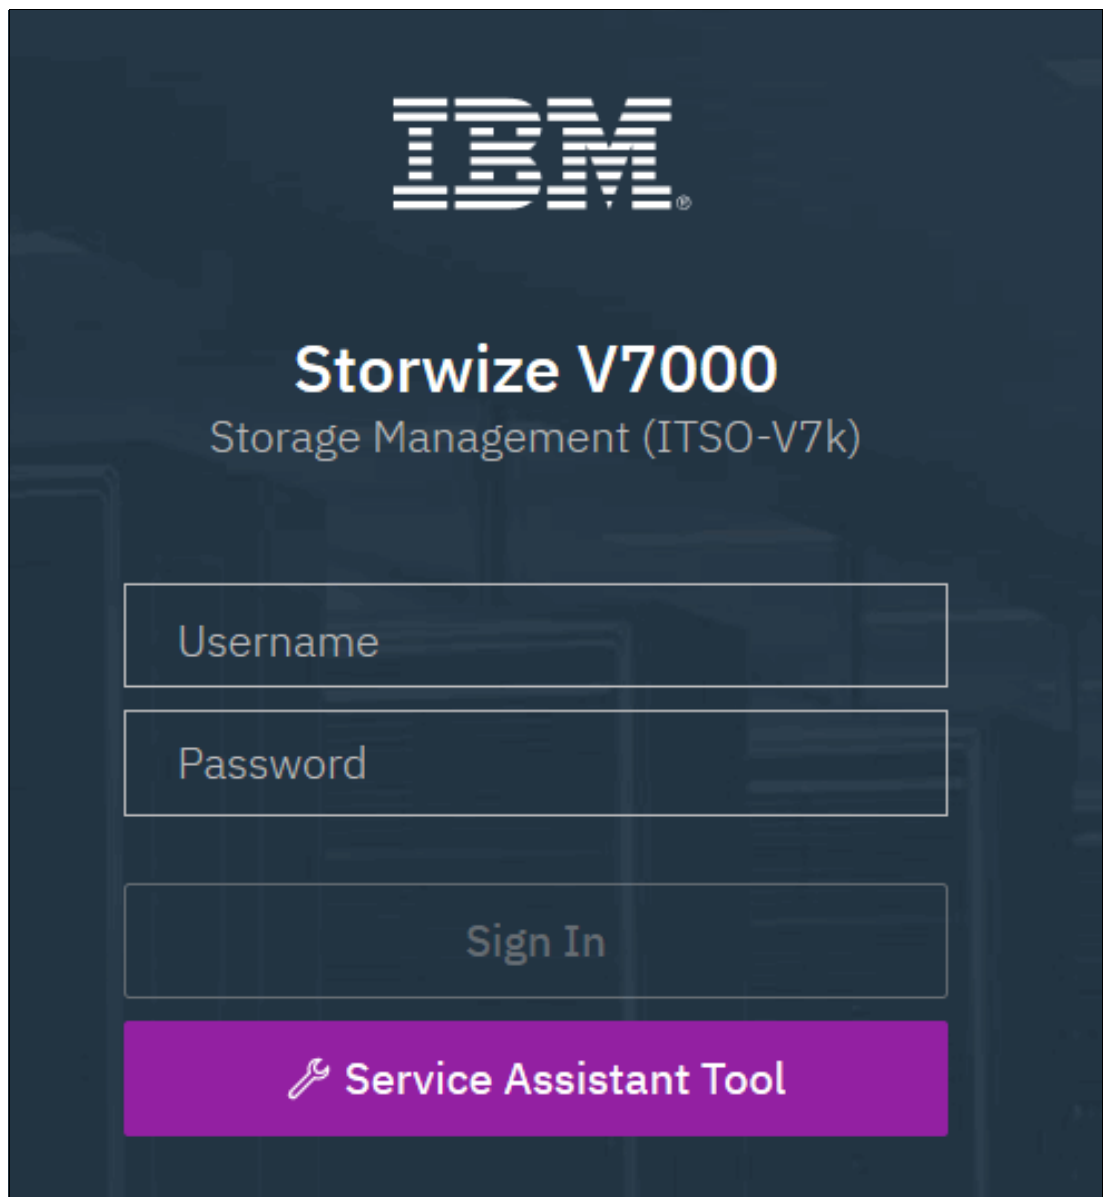 IBM®
Storwize V7000
Storage Management (ITSO-V7k)
Username
Password
Sign In
Service Assistant Tool